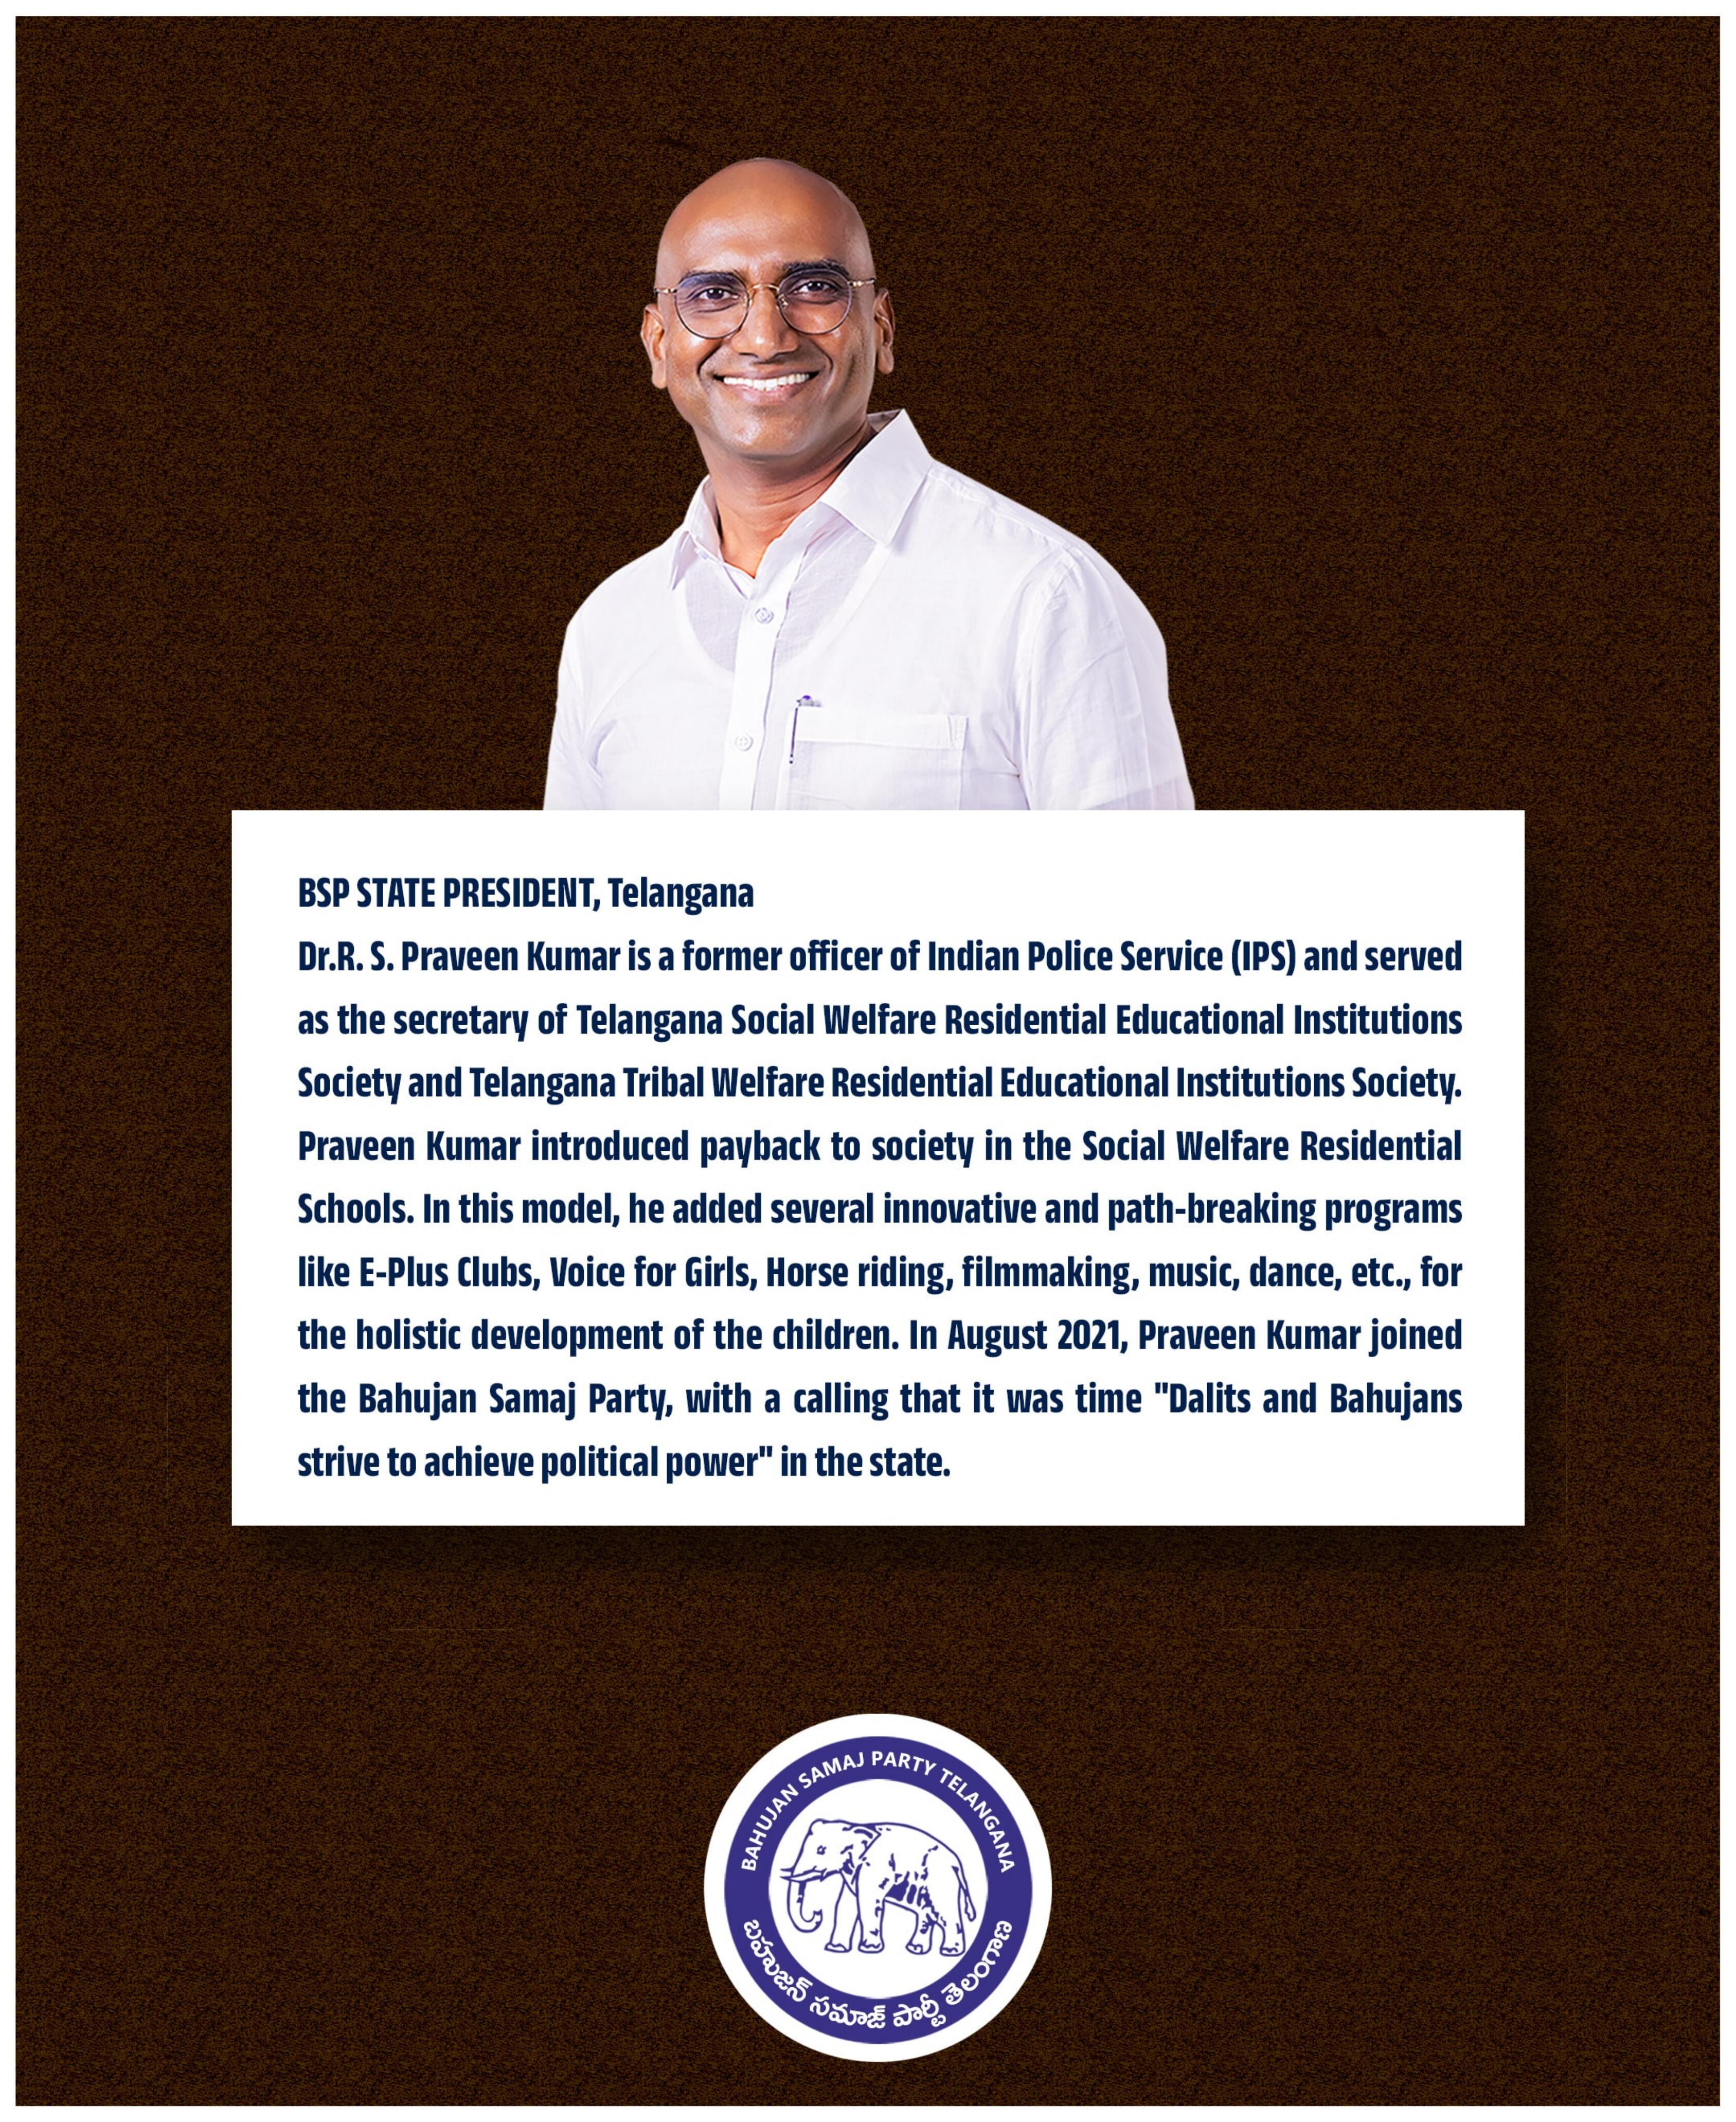 BSP STATE PRESIDENT, Telangana
Dr.R. S. Praveen Kumar is a former officer of Indian Police Service (IPS) and served
as the secretary of Telangana Social Welfare Residential Educational Institutions
Society and Telangana Tribal Welfare Residential Educational Institutions Society.
Praveen Kumar introduced payback to society in the Social Welfare Residential
Schools. In this model, he added several innovative and path-breaking programs
like E-Plus Clubs, Voice for Girls, Horse riding, filmmaking, music, dance, etc., for
the holistic development of the children. In August 2021, Praveen Kumar joined
the Bahujan Samaj Party, with a calling that it was time "Dalits and Bahujans
strive to achieve political power" in the state.
BAHUJAN SAMAJ PARTY TELANGANA
బహుజన్ సమాజ్ పార్టీ తెలంగాణ